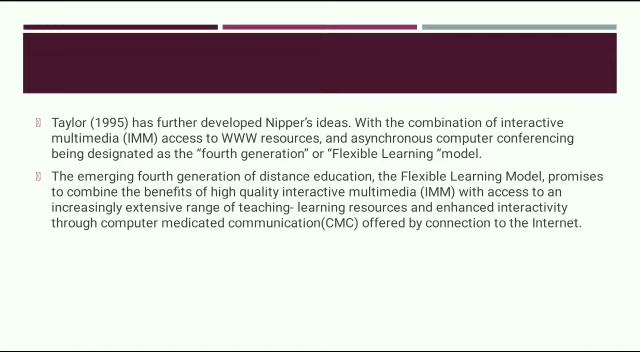 Taylor (1995) has further developed Nipper's ideas. With the combination of interactive
multimedia (IMM) access to WWW resources, and asynchronous computer conferencing
being designated as the “fourth generation” or “Flexible Learning “model.
The emerging fourth generation of distance education, the Flexible Learning Model, promises
to combine the benefits of high quality interactive multimedia (IMM) with access to an
increasingly extensive range of teaching- learning resources and enhanced interactivity
through computer medicated communication(CMC) offered by connection to the Internet.